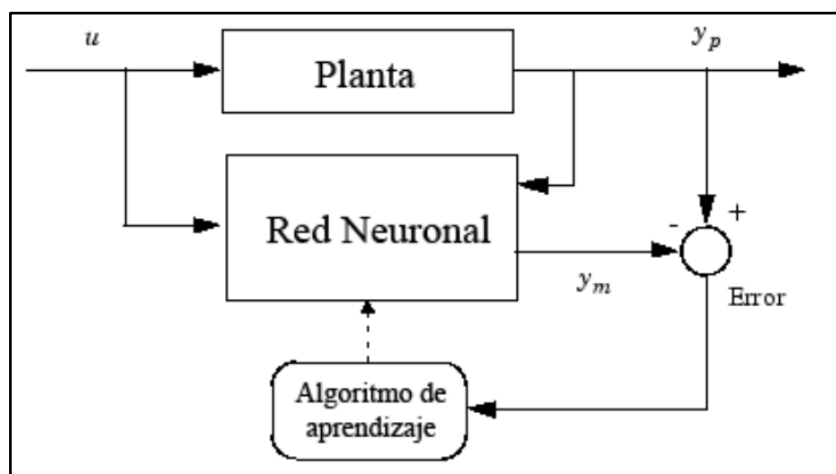 u
y_p
Planta
Red Neuronal
- +
y_m
Error
Algoritmo de
aprendizaje